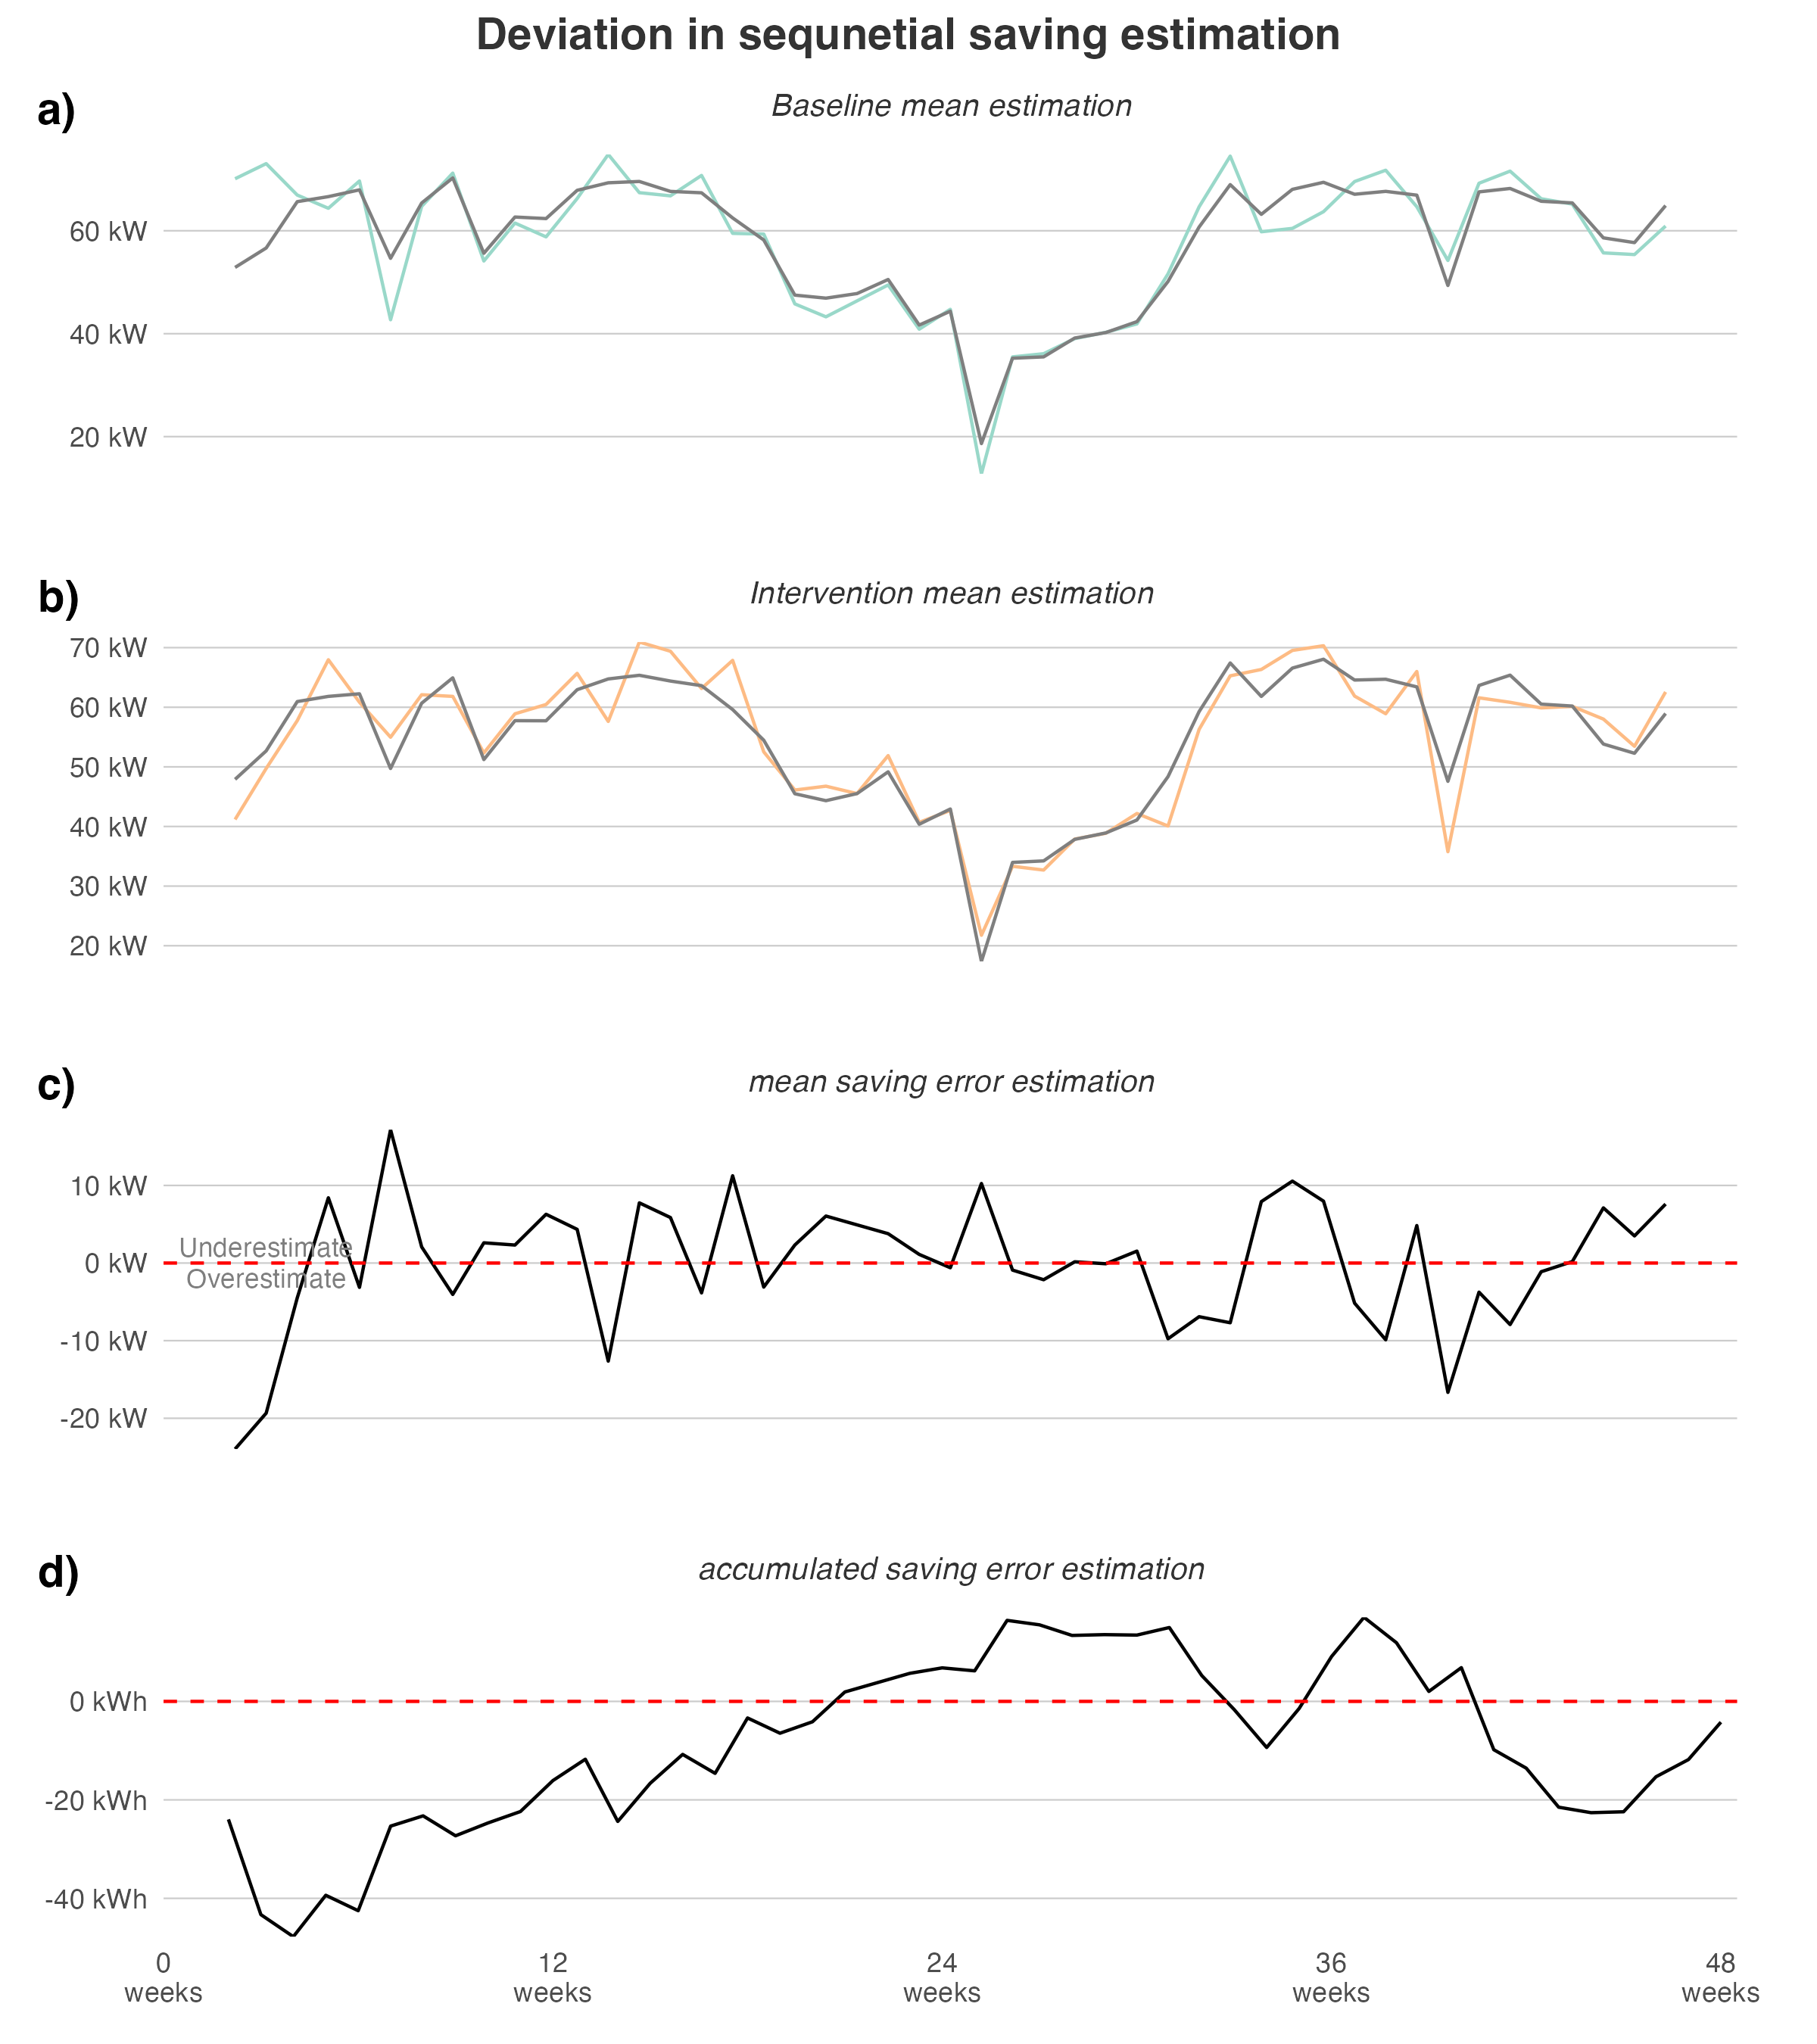 Deviation in sequnetial saving estimation
a)
Baseline mean estimation
60 kW
40 kW
20 kW
b)
Intervention mean estimation
70 kW
60 kW
50 kW
40 kW
30 kW
20 kW
c)
mean saving error estimation
10 kW
Underestimate
0 kW
Overestimate
-10 kW
-20 kW
d)
accumulated saving error estimation
0 kWh
-20 kWh
-40 kWh
0 12 24 36 48
weeks weeks weeks weeks weeks